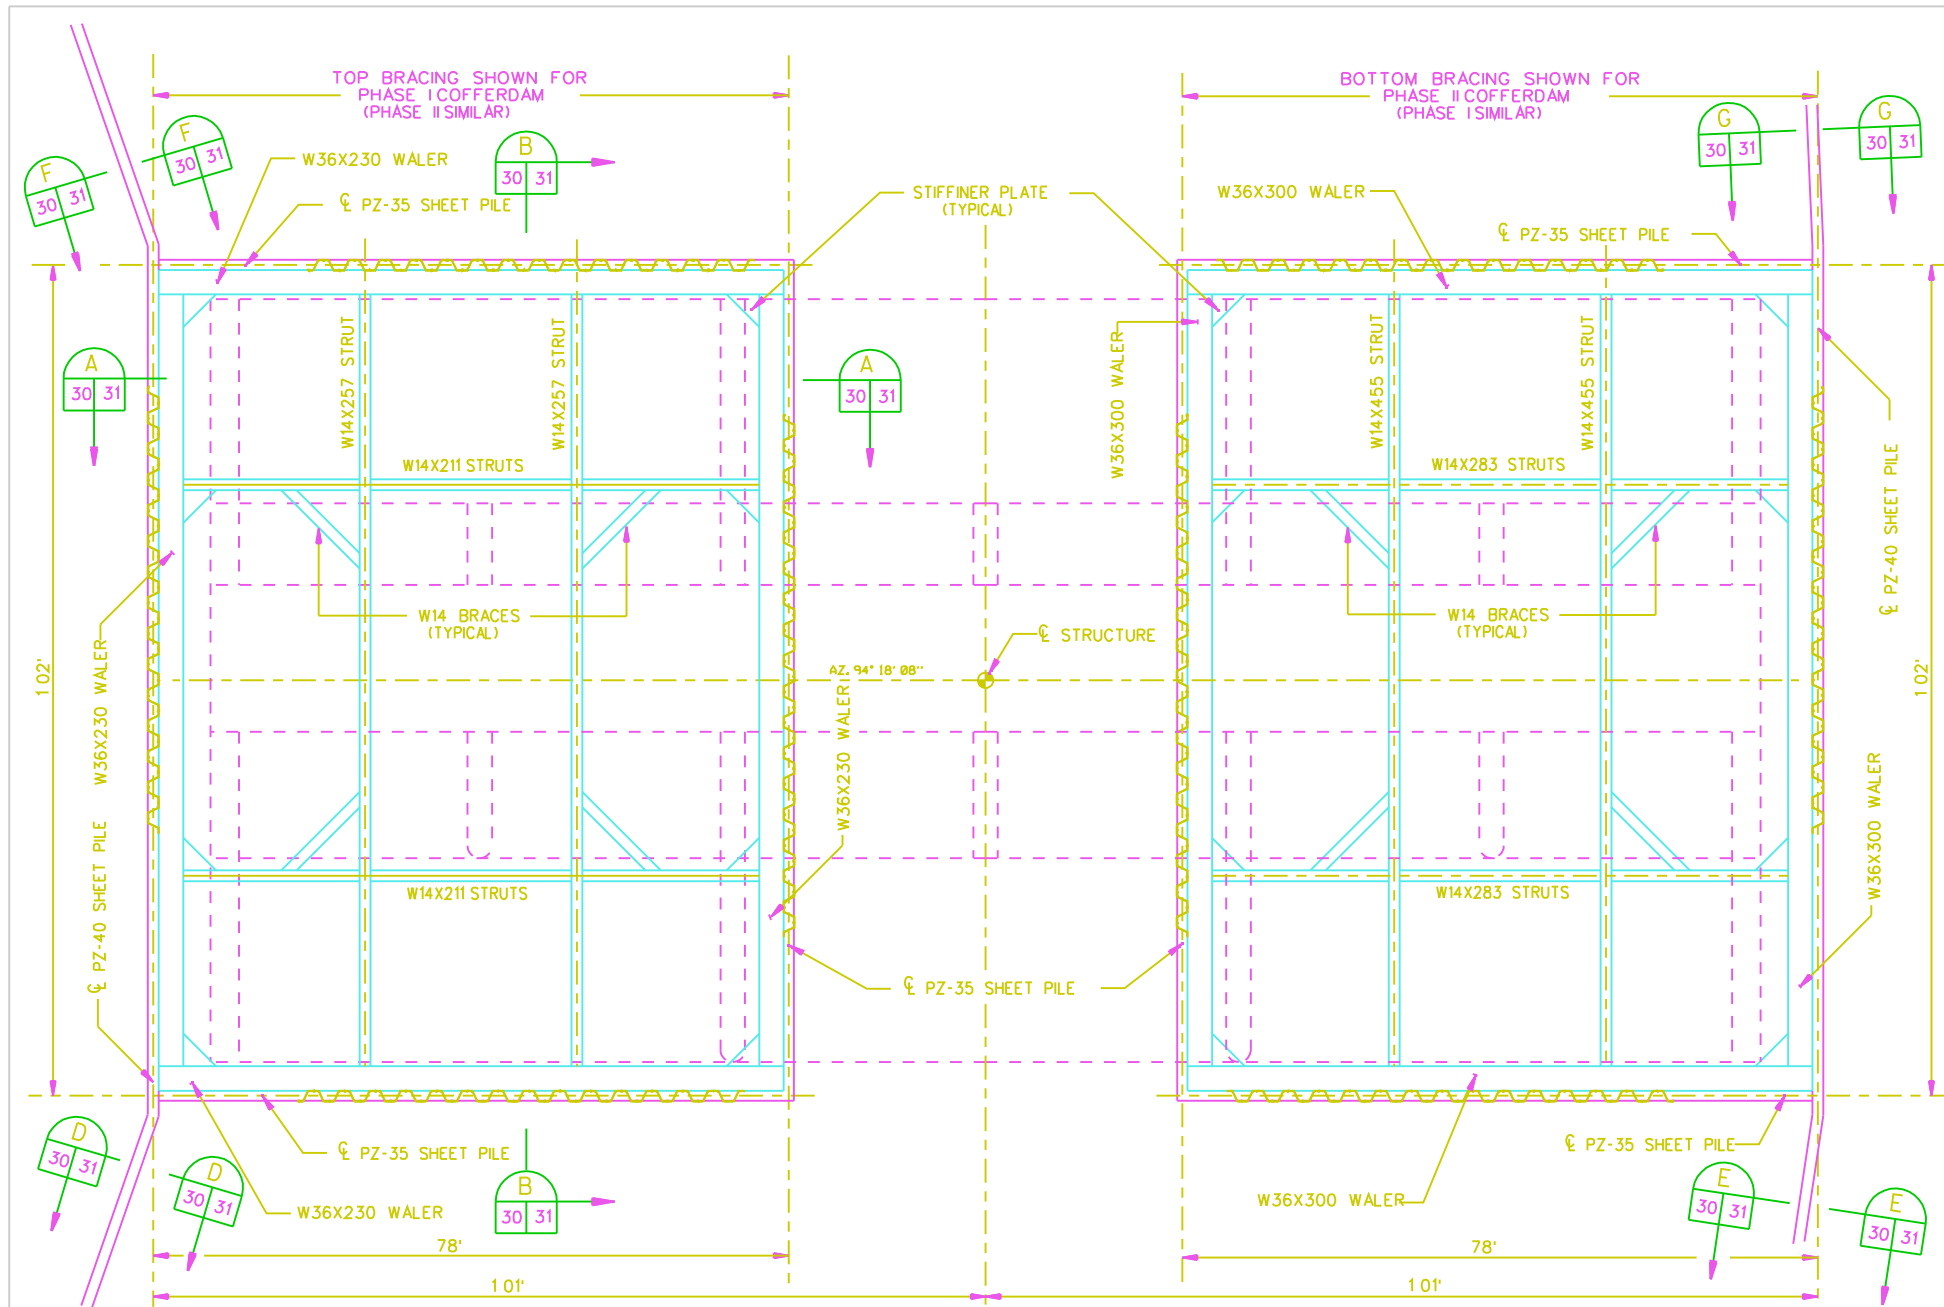 TOP BRACING SHOWN FOR
PHASE I COFFERDAM
(PHASE II SIMILAR)
BOTTOM BRACING SHOWN FOR
PHASE II COFFERDAM
(PHASE I SIMILAR)
F
30 31
F
30 31
B
30 31
G
30 31
G
30 31
W36X230 WALER
℄ PZ-35 SHEET PILE
STIFFINER PLATE
(TYPICAL)
W36X300 WALER
℄ PZ-35 SHEET PILE
A
30 31
A
30 31
W14X257 STRUT
W14X257 STRUT
W36X300 WALER
W14X455 STRUT
W14X455 STRUT
W14X211 STRUTS
W14X283 STRUTS
℄ PZ-40 SHEET PILE
W14 BRACES
(TYPICAL)
W14 BRACES
(TYPICAL)
℄ STRUCTURE
AZ. 94° 18' 08''
102'
102'
W36X230 WALER
W36X230 WALER
W36X300 WALER
℄ PZ-40 SHEET PILE
W14X211 STRUTS
W14X283 STRUTS
℄ PZ-35 SHEET PILE
D
30 31
D
30 31
℄ PZ-35 SHEET PILE
W36X230 WALER
B
30 31
℄ PZ-35 SHEET PILE
W36X300 WALER
E
30 31
E
30 31
78'
78'
101'
101'